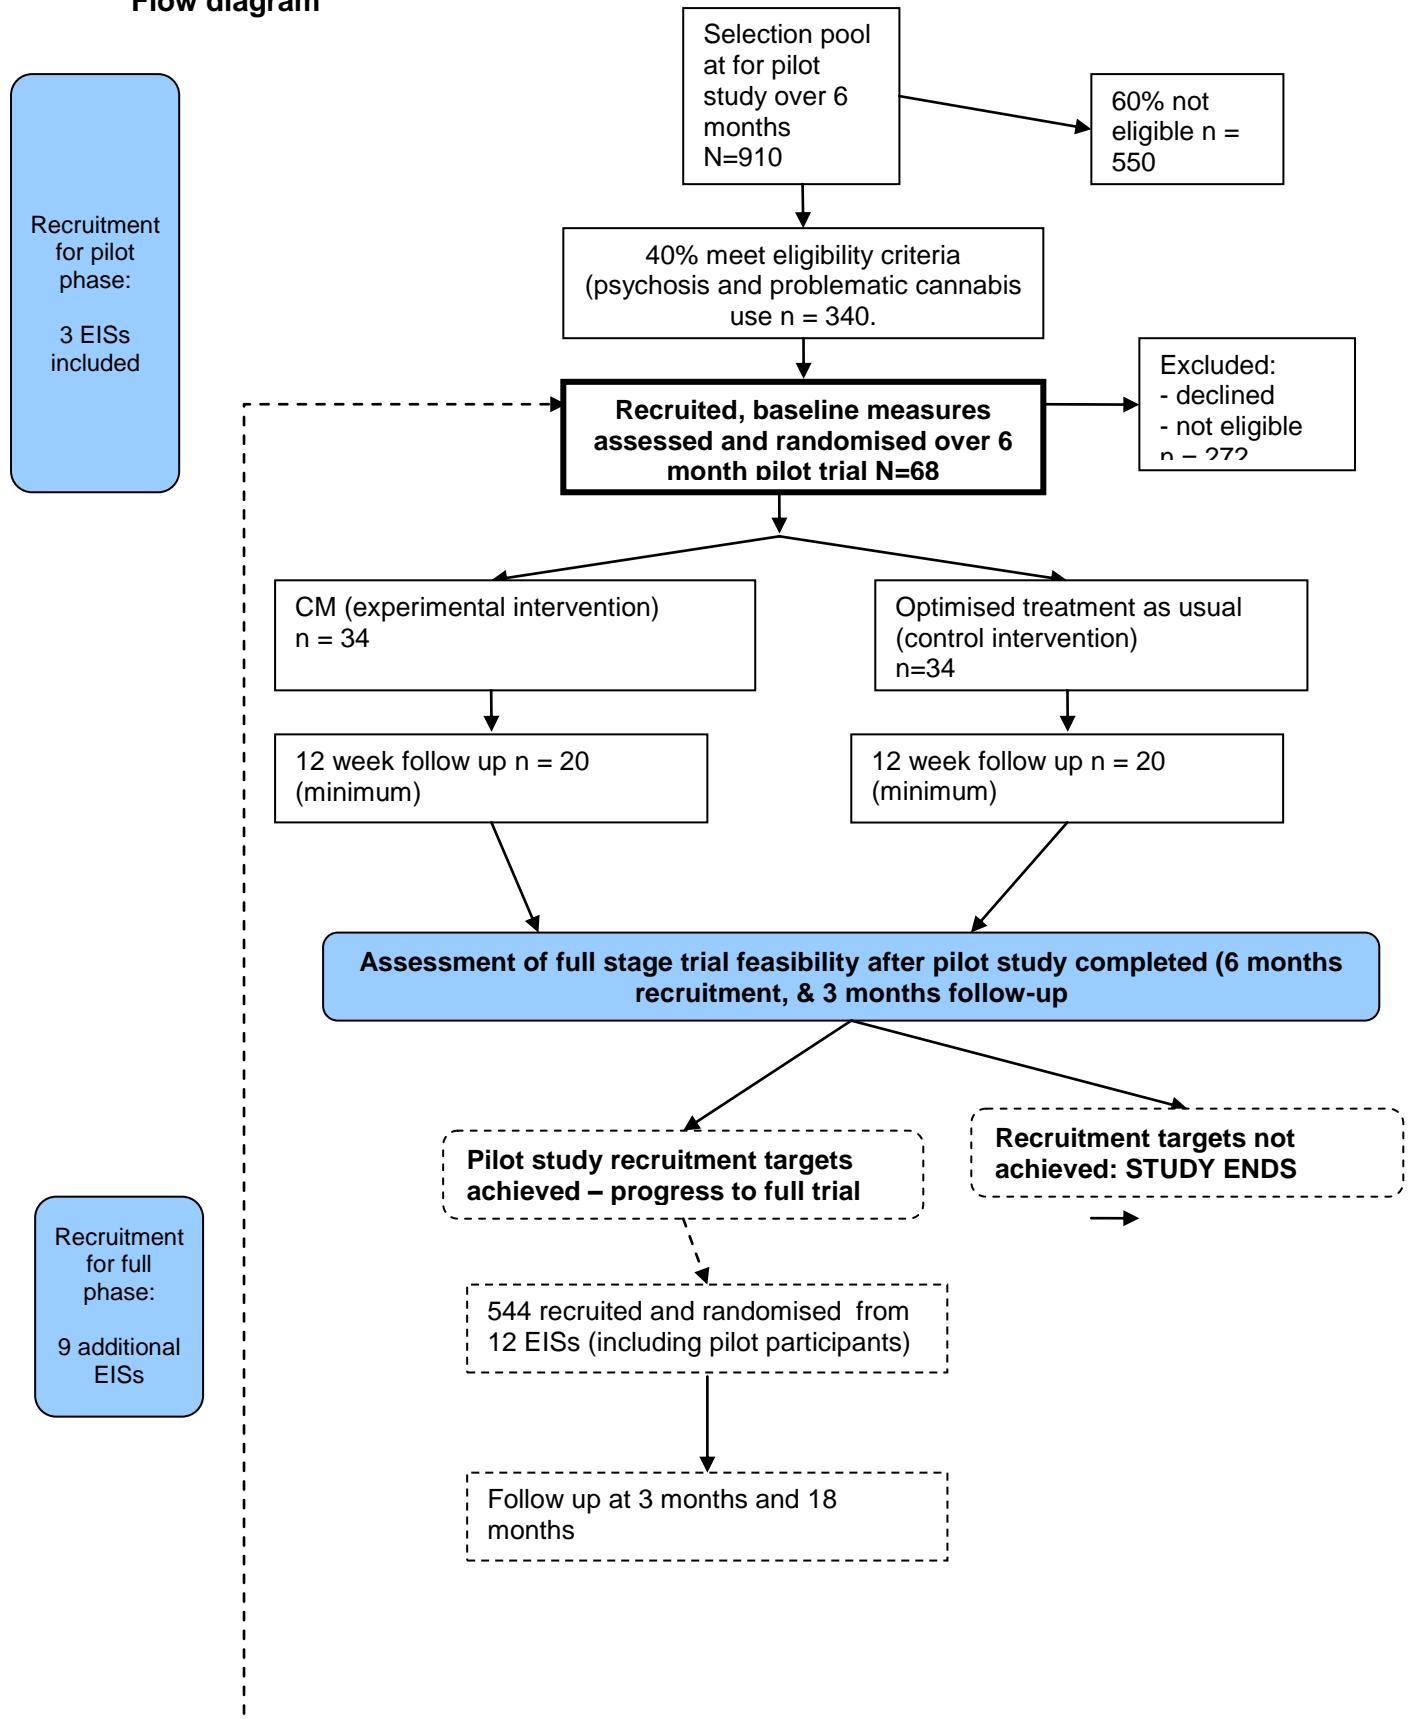 Flow diagram
Selection pool
at for pilot
study over 6
months
N=910
60% not
eligible n =
550
Recruitment
for pilot
phase:
3 EISs
included
40% meet eligibility criteria
(psychosis and problematic cannabis
use n = 340.
Excluded:
- declined
- not eligible
n = 272
Recruited, baseline measures
assessed and randomised over 6
month pilot trial N=68
CM (experimental intervention)
n = 34
Optimised treatment as usual
(control intervention)
n=34
12 week follow up n = 20
(minimum)
12 week follow up n = 20
(minimum)
Assessment of full stage trial feasibility after pilot study completed (6 months
recruitment, & 3 months follow-up
Pilot study recruitment targets
achieved – progress to full trial
Recruitment targets not
achieved: STUDY ENDS
Recruitment
for full
phase:
9 additional
EISs
544 recruited and randomised  from
12 EISs (including pilot participants)
Follow up at 3 months and 18
months